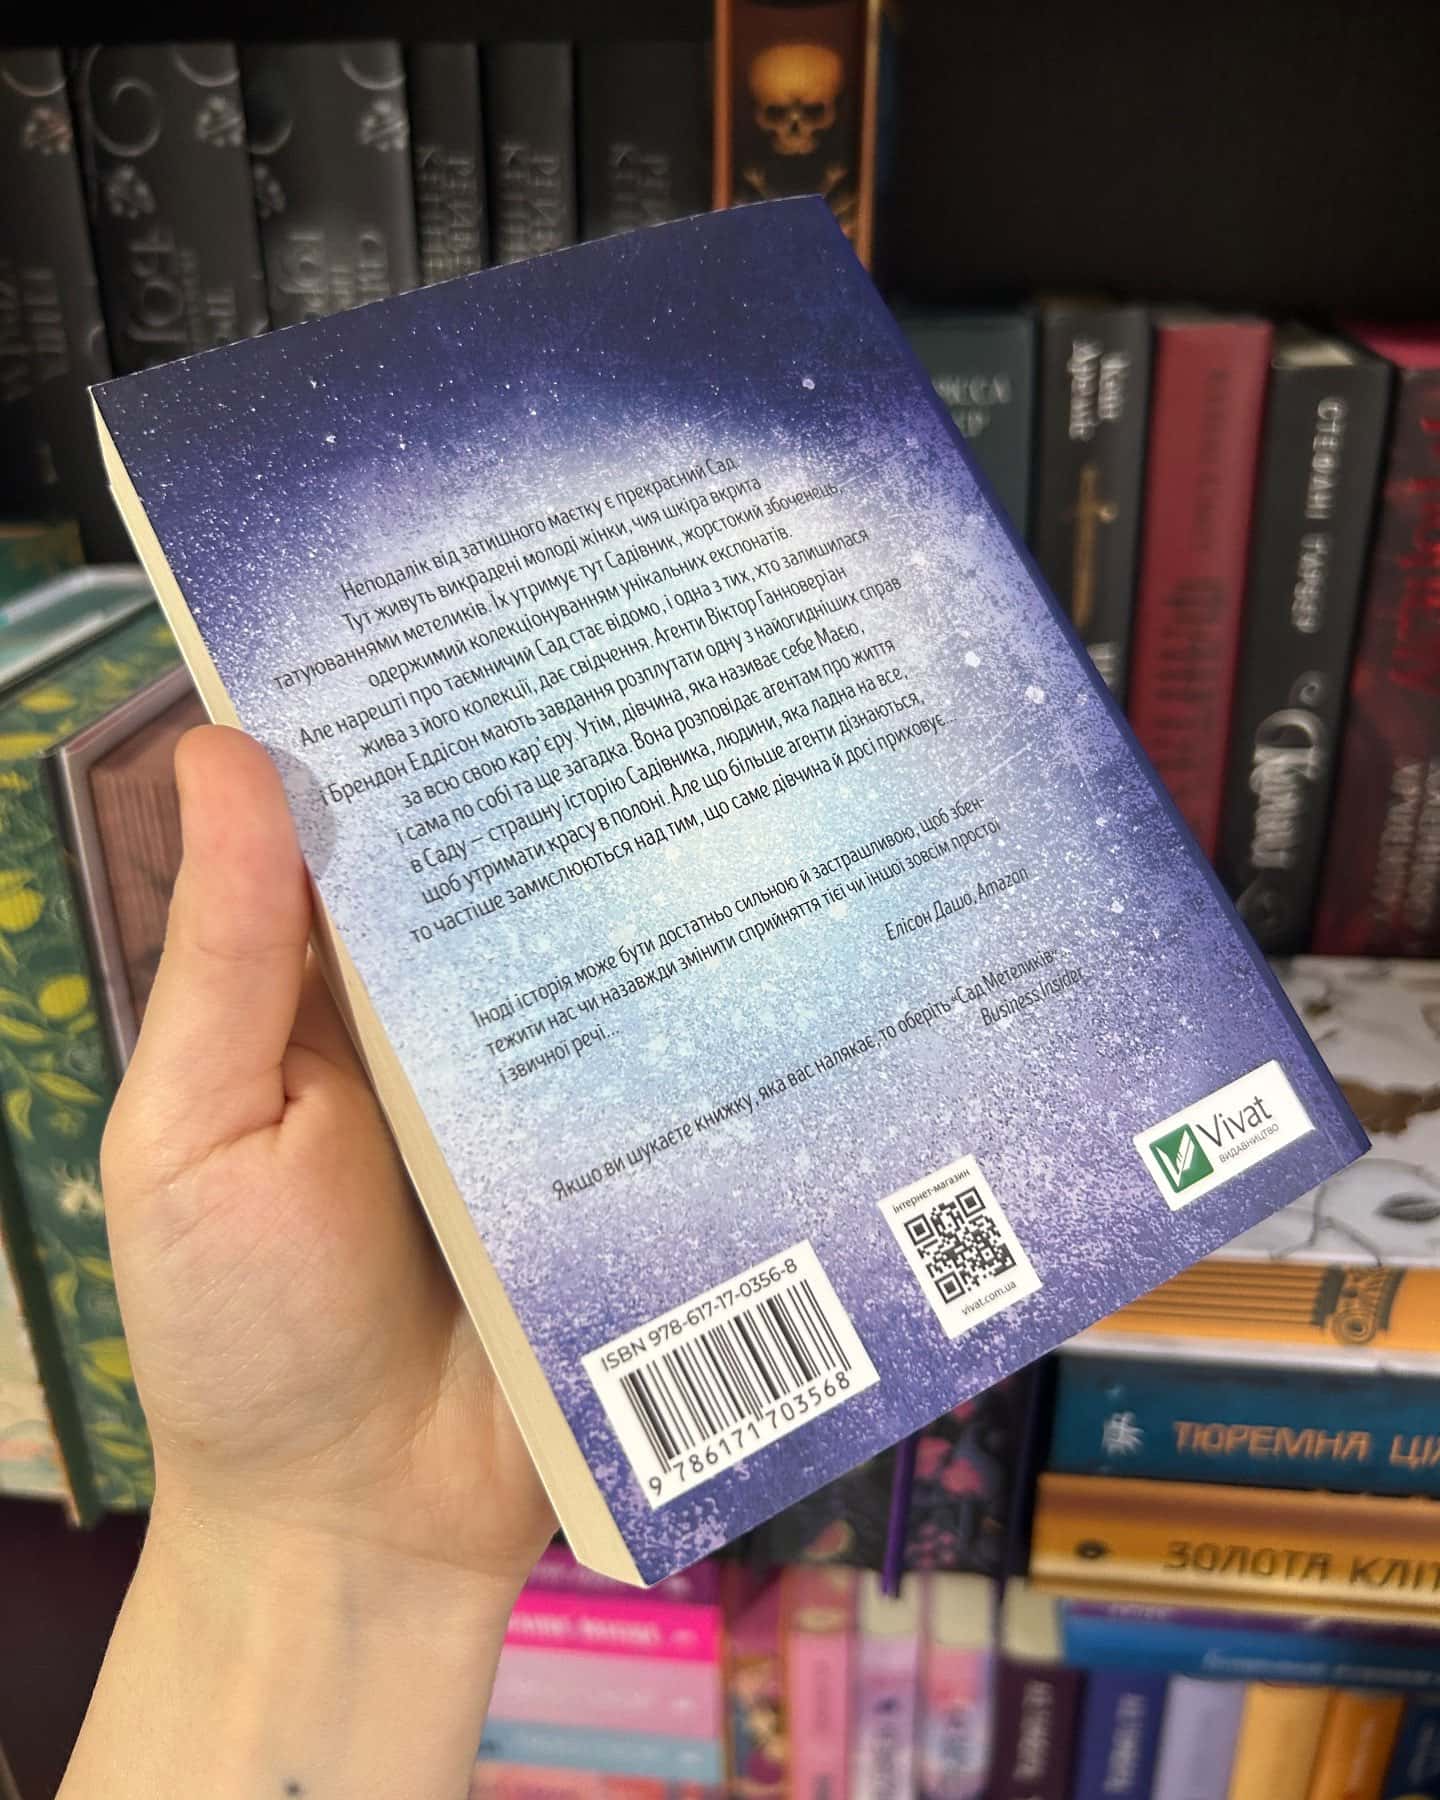 Неподалік від затишного маєтку є прекрасний Сад.
Тут живуть викрадені молоді жінки, чия шкіра вкрита
татуюваннями метеликів. Їх утримує тут Садівник, жорстокий збоченець,
одержимий колекціонуванням унікальних експонатів.
Але нарешті про таємничий Сад стає відомо, і одна з тих, хто залишилася
жива з його колекції, дає свідчення. Агенти Віктор Ганноверіан
і Брендон Еддісон мають завдання розплутати одну з найогидніших справ
за всю свою кар’єру. Утім, дівчина, яка називає себе Маєю,
і сама по собі та ще загадка. Вона розповідає агентам про життя
в Саду — страшну історію Садівника, людини, яка ладна на все,
щоб утримати красу в полоні. Але що більше агенти дізнаються,
то частіше замислюються над тим, що саме дівчина й досі приховує...
Іноді історія може бути достатньо сильною й застрашливою, щоб збен-
тежити нас чи назавжди змінити сприйняття тієї чи іншої зовсім простої
і звичної речі...
Елісон Дашо, Amazon
Якщо ви шукаєте книжку, яка вас налякає, то оберіть «Сад Метеликів»...
Business Insider
Vivat
ВИДАВНИЦТВО
інтернет-магазин
vivat.com.ua
ISBN 978-617-17-0356-8
9 786171 703568
СТЕФАНІ
ТЮРЕМНА
ЗОЛОТА